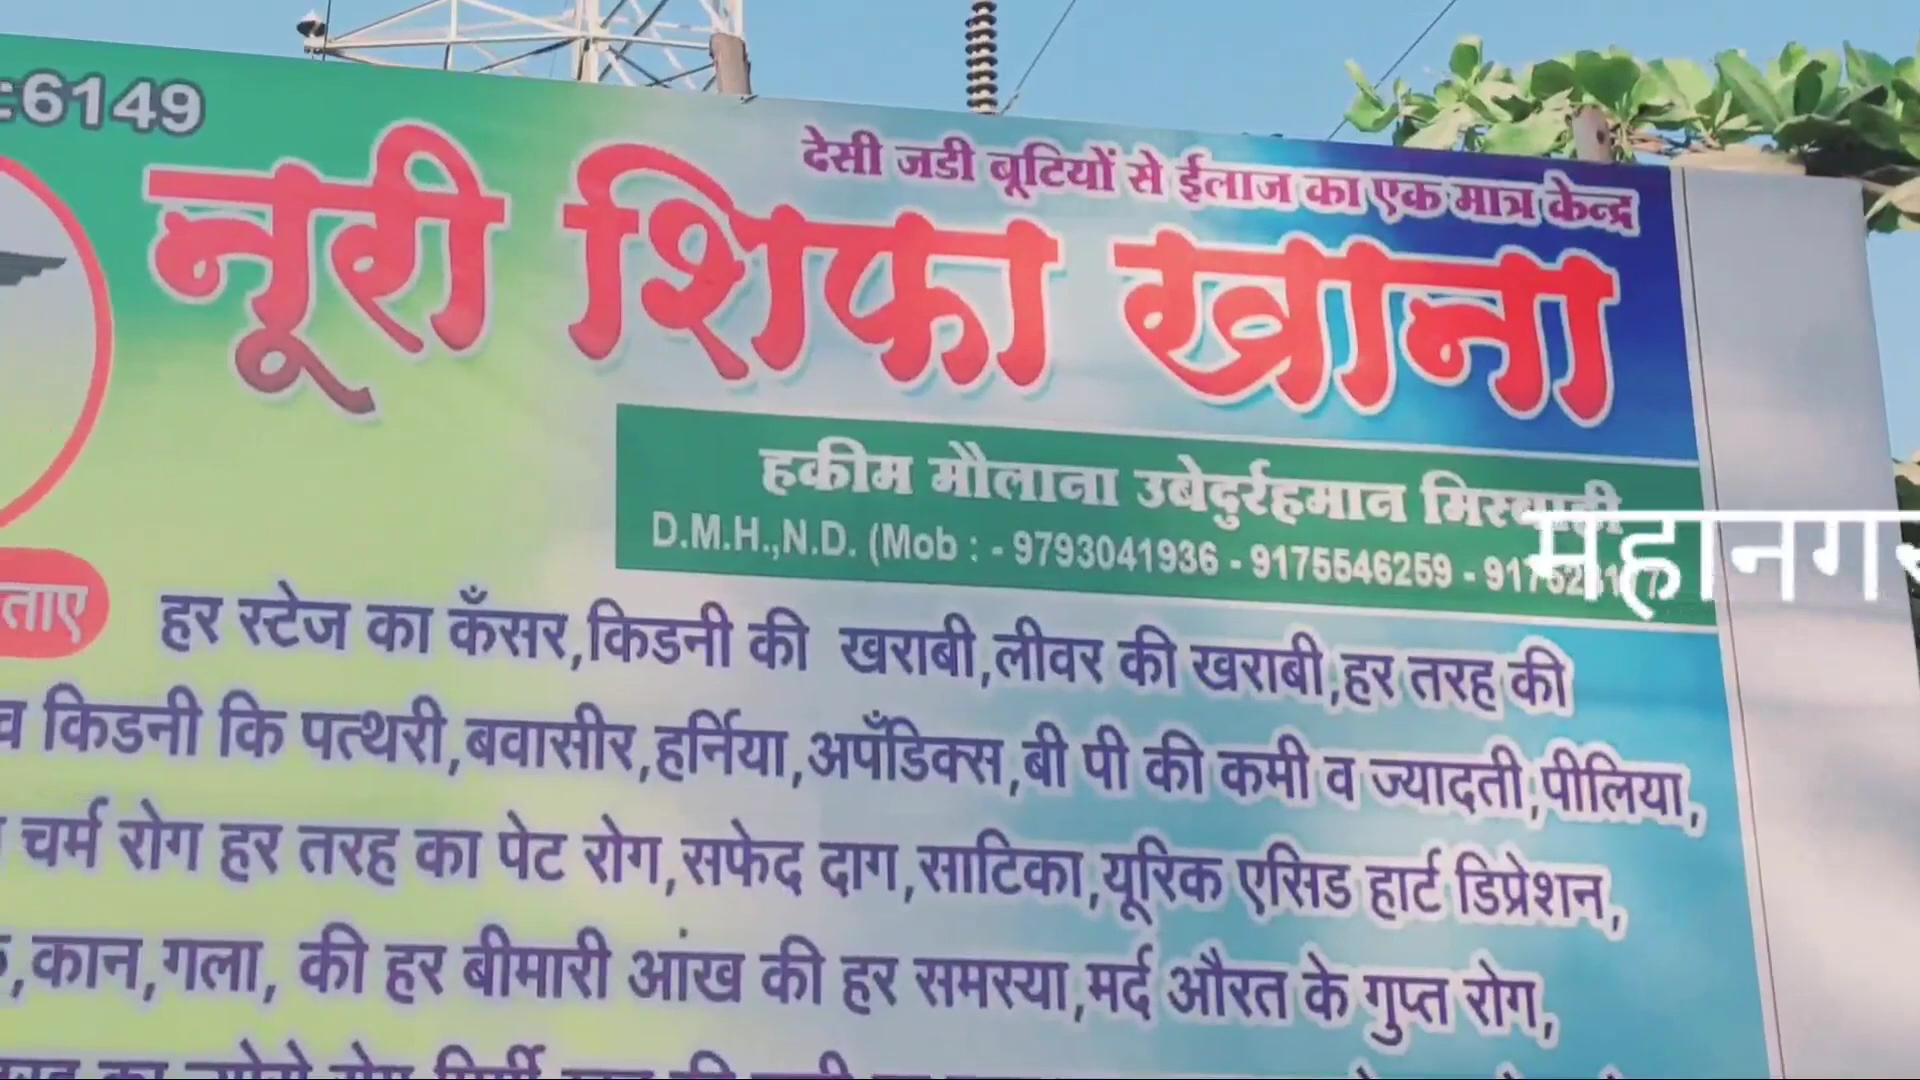 :6149
देसी जडी बूटियों से ईलाज का एक मात्र केन्द्र
नूरी शिफा खाना
हकीम मौलाना उबेदुर्रहमान
D.M.H.,N.D. (Mob : - 9793041936 - 9175546259 -
महानग
ताए
हर स्टेज का कँसर,किडनी की खराबी,लीवर की खराबी,हर तरह की
व किडनी कि पत्थरी,बवासीर,हर्निया,अपँडिक्स,बी पी की कमी व ज्यादती,पीलिया,
चर्म रोग हर तरह का पेट रोग,सफेद दाग,साटिका,यूरिक एसिड हार्ट डिप्रेशन,
,कान,गला, की हर बीमारी आंख की हर समस्या,मर्द औरत के गुप्त रोग,